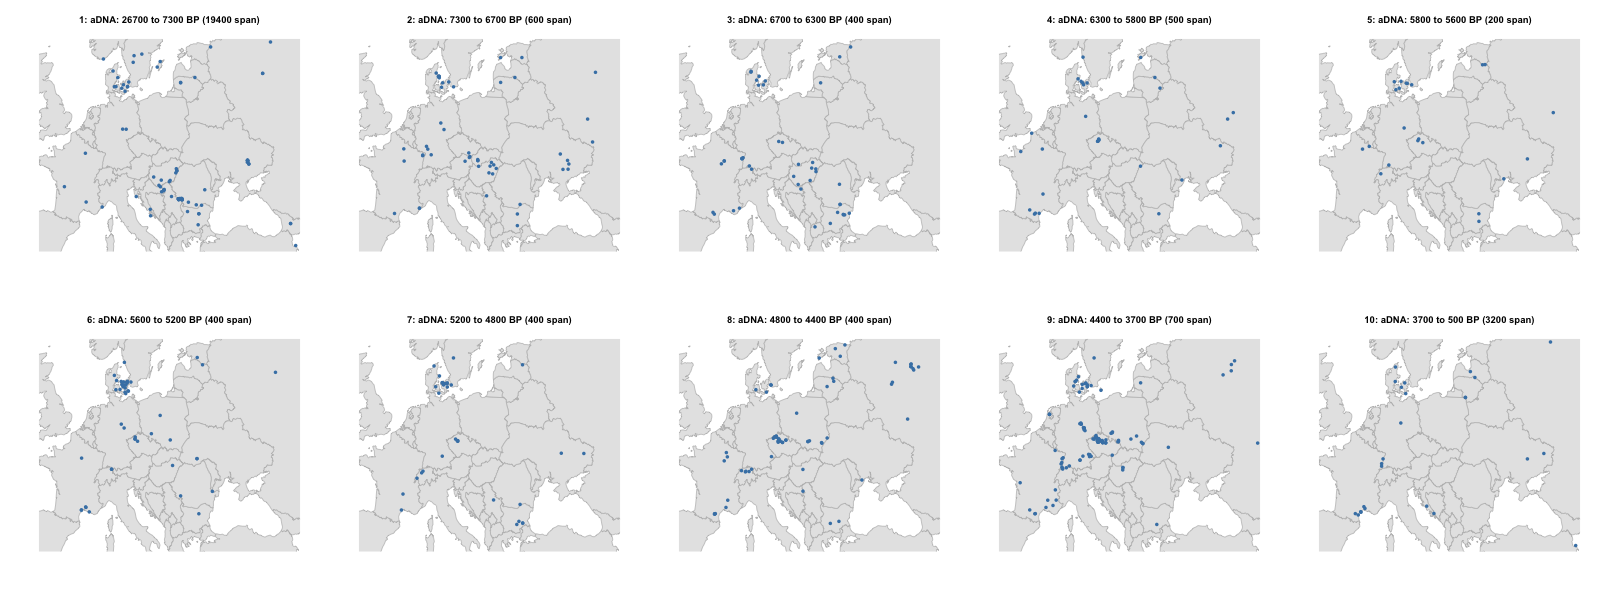 1: aDNA: 26700 to 7300 BP (19400 span)
2: aDNA: 7300 to 6700 BP (600 span)
3: aDNA: 6700 to 6300 BP (400 span)
4: aDNA: 6300 to 5800 BP (500 span)
5: aDNA: 5800 to 5600 BP (200 span)
6: aDNA: 5600 to 5200 BP (400 span)
7: aDNA: 5200 to 4800 BP (400 span)
8: aDNA: 4800 to 4400 BP (400 span)
9: aDNA: 4400 to 3700 BP (700 span)
10: aDNA: 3700 to 500 BP (3200 span)